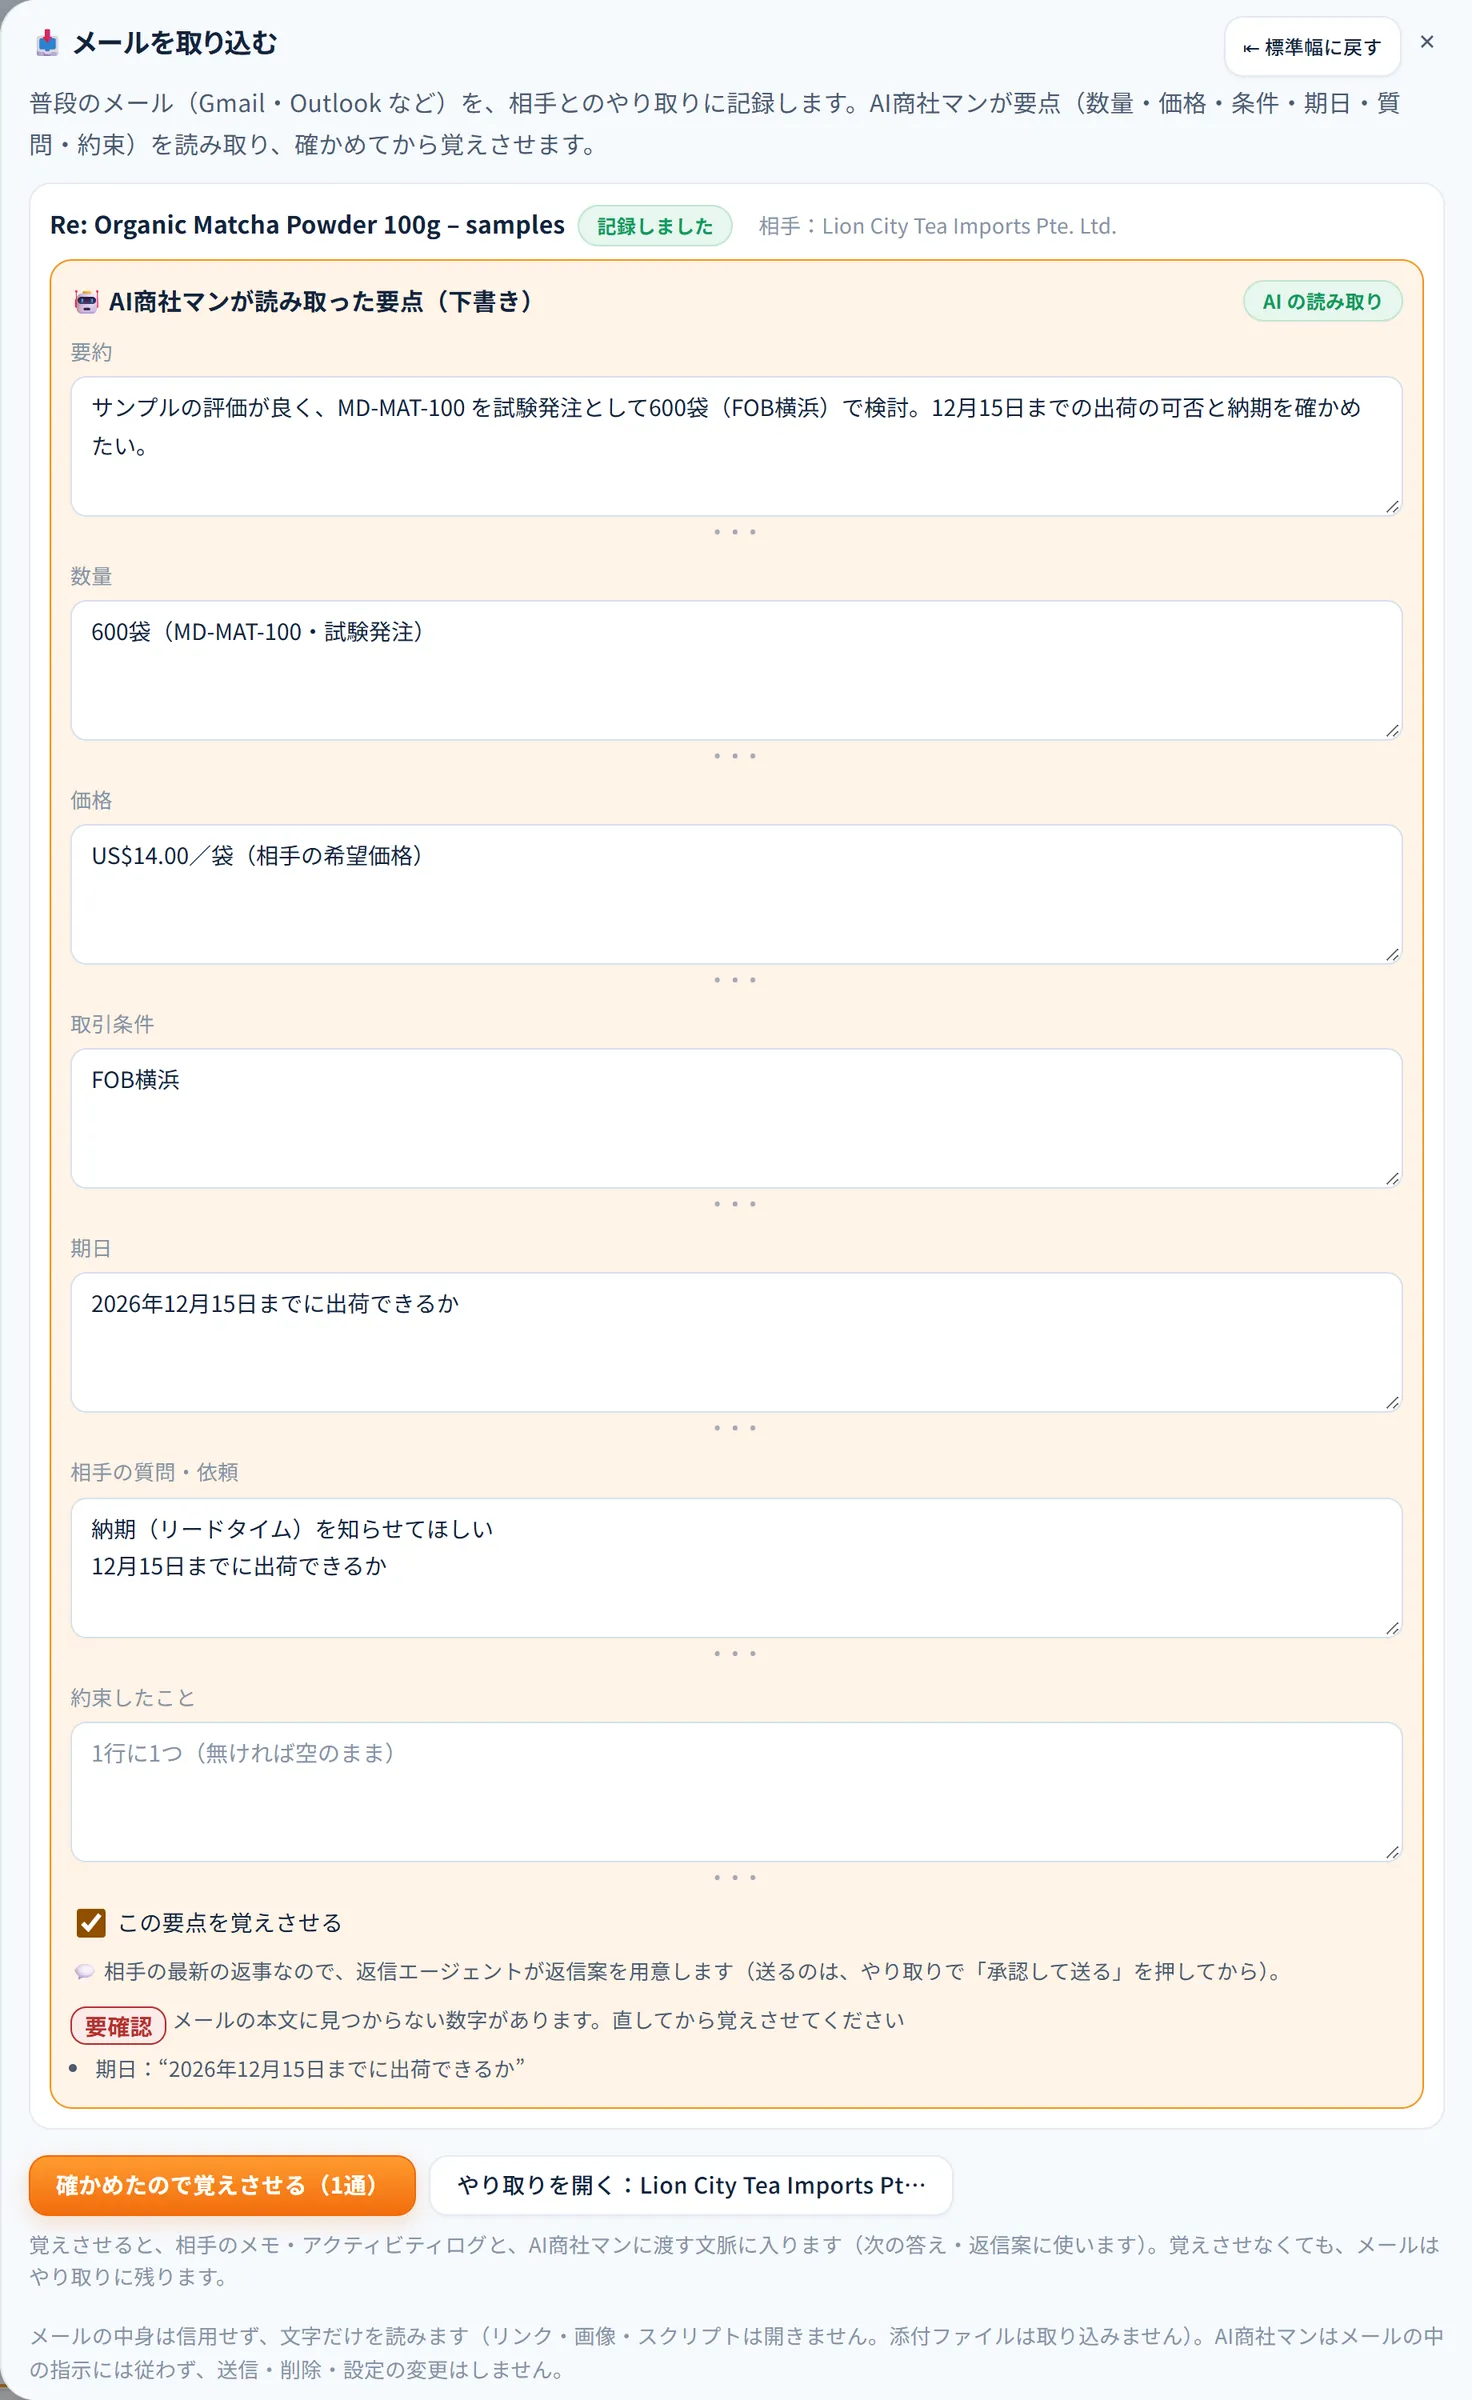 メールを取り込む
⇤ 標準幅に戻す
×
普段のメール（Gmail・Outlook など）を、相手とのやり取りに記録します。AI商社マンが要点（数量・価格・条件・期日・質
問・約束）を読み取り、確かめてから覚えさせます。
Re: Organic Matcha Powder 100g – samples
記録しました
相手：Lion City Tea Imports Pte. Ltd.
AI商社マンが読み取った要点（下書き）
AI の読み取り
要約
サンプルの評価が良く、MD-MAT-100 を試験発注として600袋（FOB横浜）で検討。12月15日までの出荷の可否と納期を確かめ
たい。
数量
600袋（MD-MAT-100・試験発注）
価格
US$14.00／袋（相手の希望価格）
取引条件
FOB横浜
期日
2026年12月15日までに出荷できるか
相手の質問・依頼
納期（リードタイム）を知らせてほしい
12月15日までに出荷できるか
約束したこと
1行に1つ（無ければ空のまま）
この要点を覚えさせる
相手の最新の返事なので、返信エージェントが返信案を用意します（送るのは、やり取りで「承認して送る」を押してから）。
要確認 メールの本文に見つからない数字があります。直してから覚えさせてください
• 期日：“2026年12月15日までに出荷できるか”
確かめたので覚えさせる（1通）
やり取りを開く：Lion City Tea Imports Pt…
覚えさせると、相手のメモ・アクティビティログと、AI商社マンに渡す文脈に入ります（次の答え・返信案に使います）。覚えさせなくても、メールは
やり取りに残ります。
メールの中身は信用せず、文字だけを読みます（リンク・画像・スクリプトは開きません。添付ファイルは取り込みません）。AI商社マンはメールの中
の指示には従わず、送信・削除・設定の変更はしません。